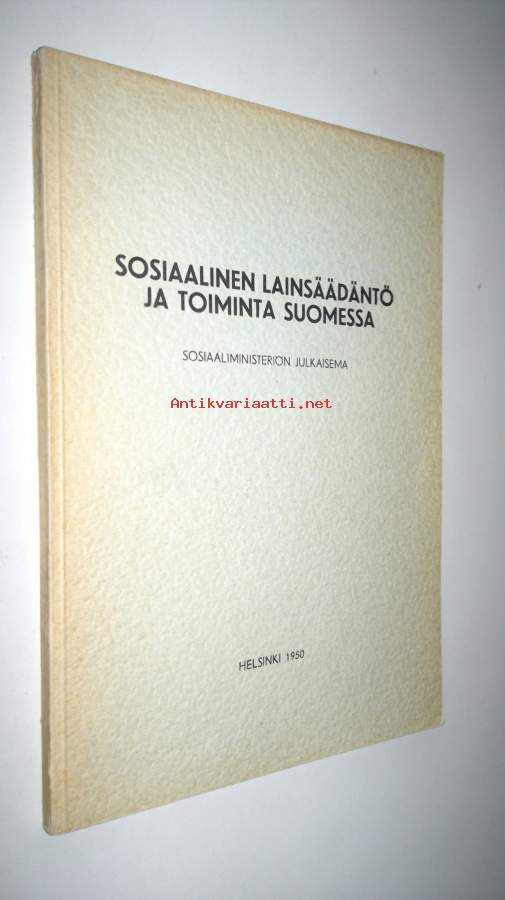 SOSIAALINEN LAINSÄÄDÄNTÖ
JA TOIMINTA SUOMESSA
SOSIAALIMINISTERIÖN JULKAISEMA
Antikvariaatti.net
HELSINKI 1950